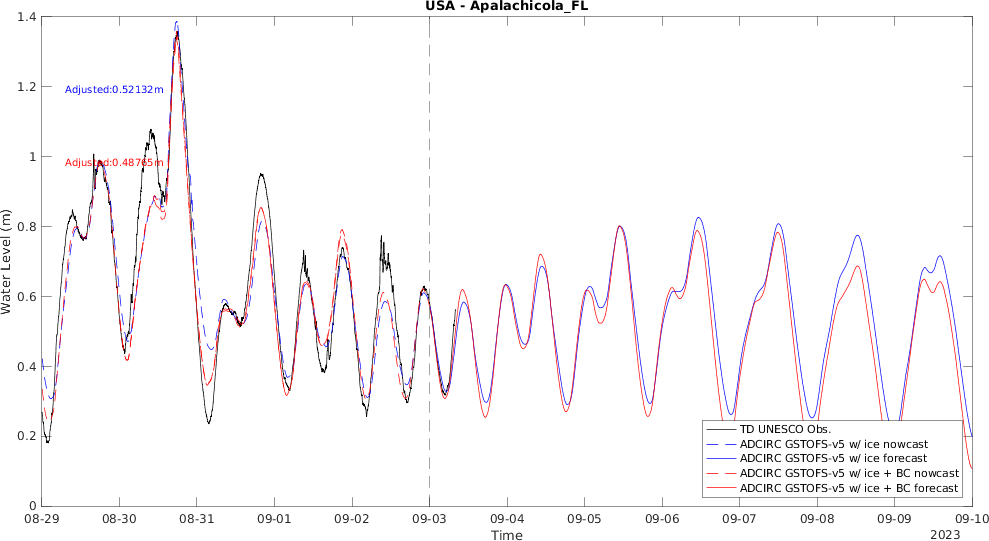 USA - Apalachicola_FL
1.4
1.2
1
0.8
0.6
0.4
0.2
0
Water Level (m)
Adjusted:0.52132m
Adjusted:0.48765m
TD UNESCO Obs.
ADCIRC GSTOFS-v5 w/ ice nowcast
ADCIRC GSTOFS-v5 w/ ice forecast
ADCIRC GSTOFS-v5 w/ ice + BC nowcast
ADCIRC GSTOFS-v5 w/ ice + BC forecast
08-29 08-30 08-31 09-01 09-02 09-03 09-04 09-05 09-06 09-07 09-08 09-09 09-10
Time
2023